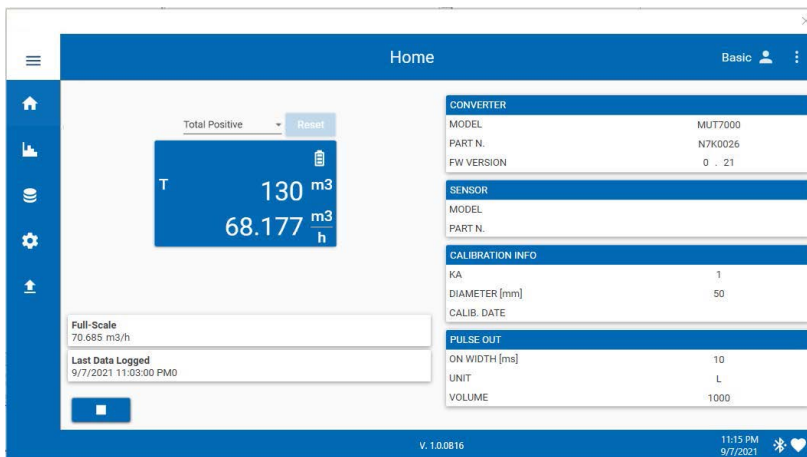 Home
Basic
Total Positive
Reset
T
130 m3
68.177 m3
h
Full-Scale
70.685 m3/h
Last Data Logged
9/7/2021 11:03:00 PM0
CONVERTER
MODEL MUT7000
PART N. N7K0026
FW VERSION 0 . 21
SENSOR
MODEL
PART N.
CALIBRATION INFO
KA 1
DIAMETER [mm] 50
CALIB. DATE
PULSE OUT
ON WIDTH [ms] 10
UNIT L
VOLUME 1000
V. 1.0.0B16
11:15 PM
9/7/2021